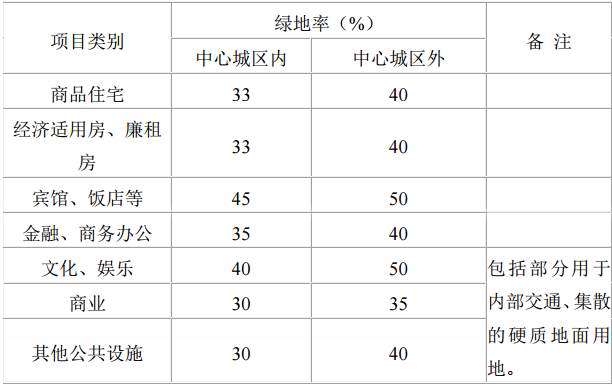 项目类别 绿地率（%） 备 注
中心城区内 中心城区外
商品住宅 33 40
经济适用房、廉租
房 33 40
宾馆、饭店等 45 50
金融、商务办公 35 40
文化、娱乐 40 50
商业 30 35
其他公共设施 30 40
包括部分用于
内部交通、集散
的硬质地面用
地。